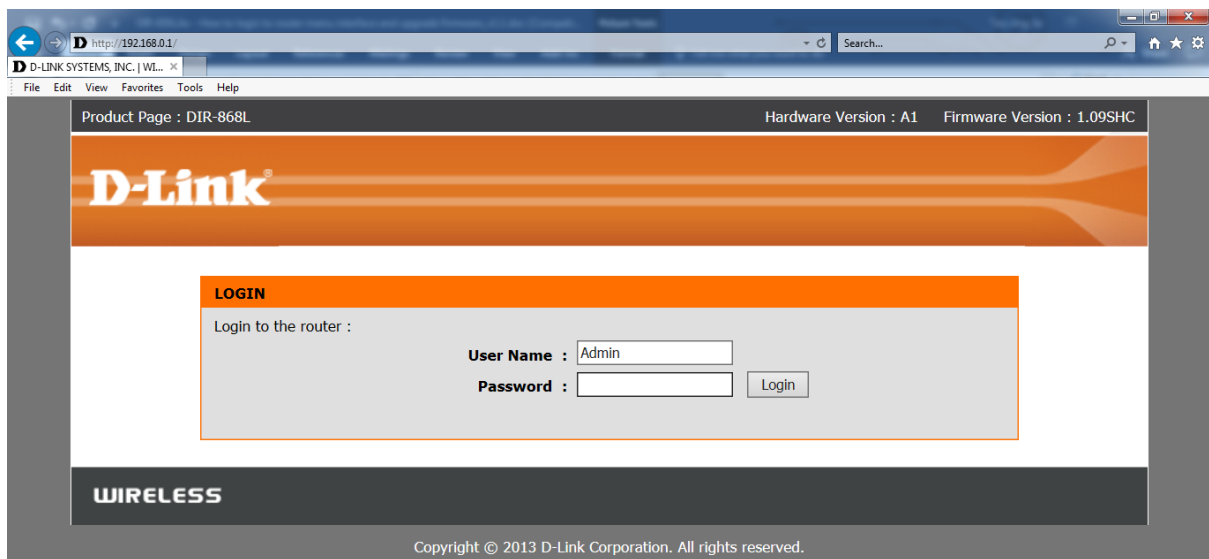 http://192.168.0.1/ Search...
D-LINK SYSTEMS, INC. | WI...
File Edit View Favorites Tools Help
Product Page : DIR-868L Hardware Version : A1 Firmware Version : 1.09SHC
D-Link®
LOGIN
Login to the router :
User Name : Admin
Password : Login
WIRELESS
Copyright © 2013 D-Link Corporation. All rights reserved.